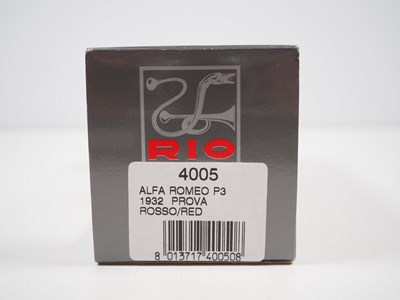 RIO
4005
ALFA ROMEO P3
1932 PROVA
ROSSO/RED
8 013717 400508